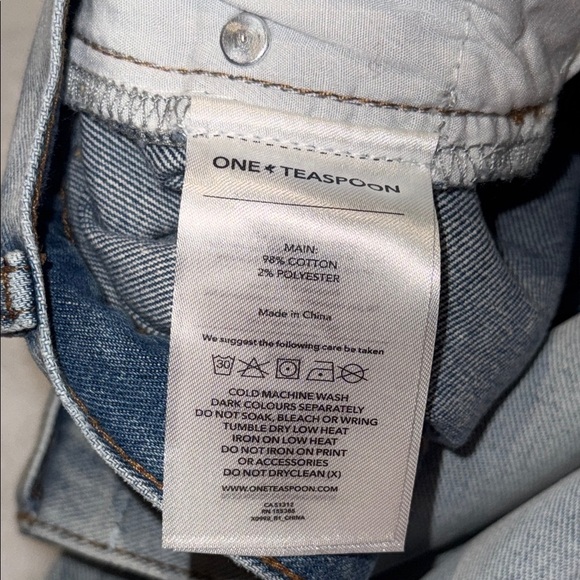 ONE TEASPOON
MAIN:
98% COTTON
2% POLYESTER
Made in China
We suggest the following care be taken
30
COLD MACHINE WASH
DARK COLOURS SEPARATELY
DO NOT SOAK, BLEACH OR WRING
TUMBLE DRY LOW HEAT
IRON ON LOW HEAT
DO NOT IRON ON PRINT
OR ACCESSORIES
DO NOT DRYCLEAN (X)
WWW.ONETEASPOON.COM
CA 51312